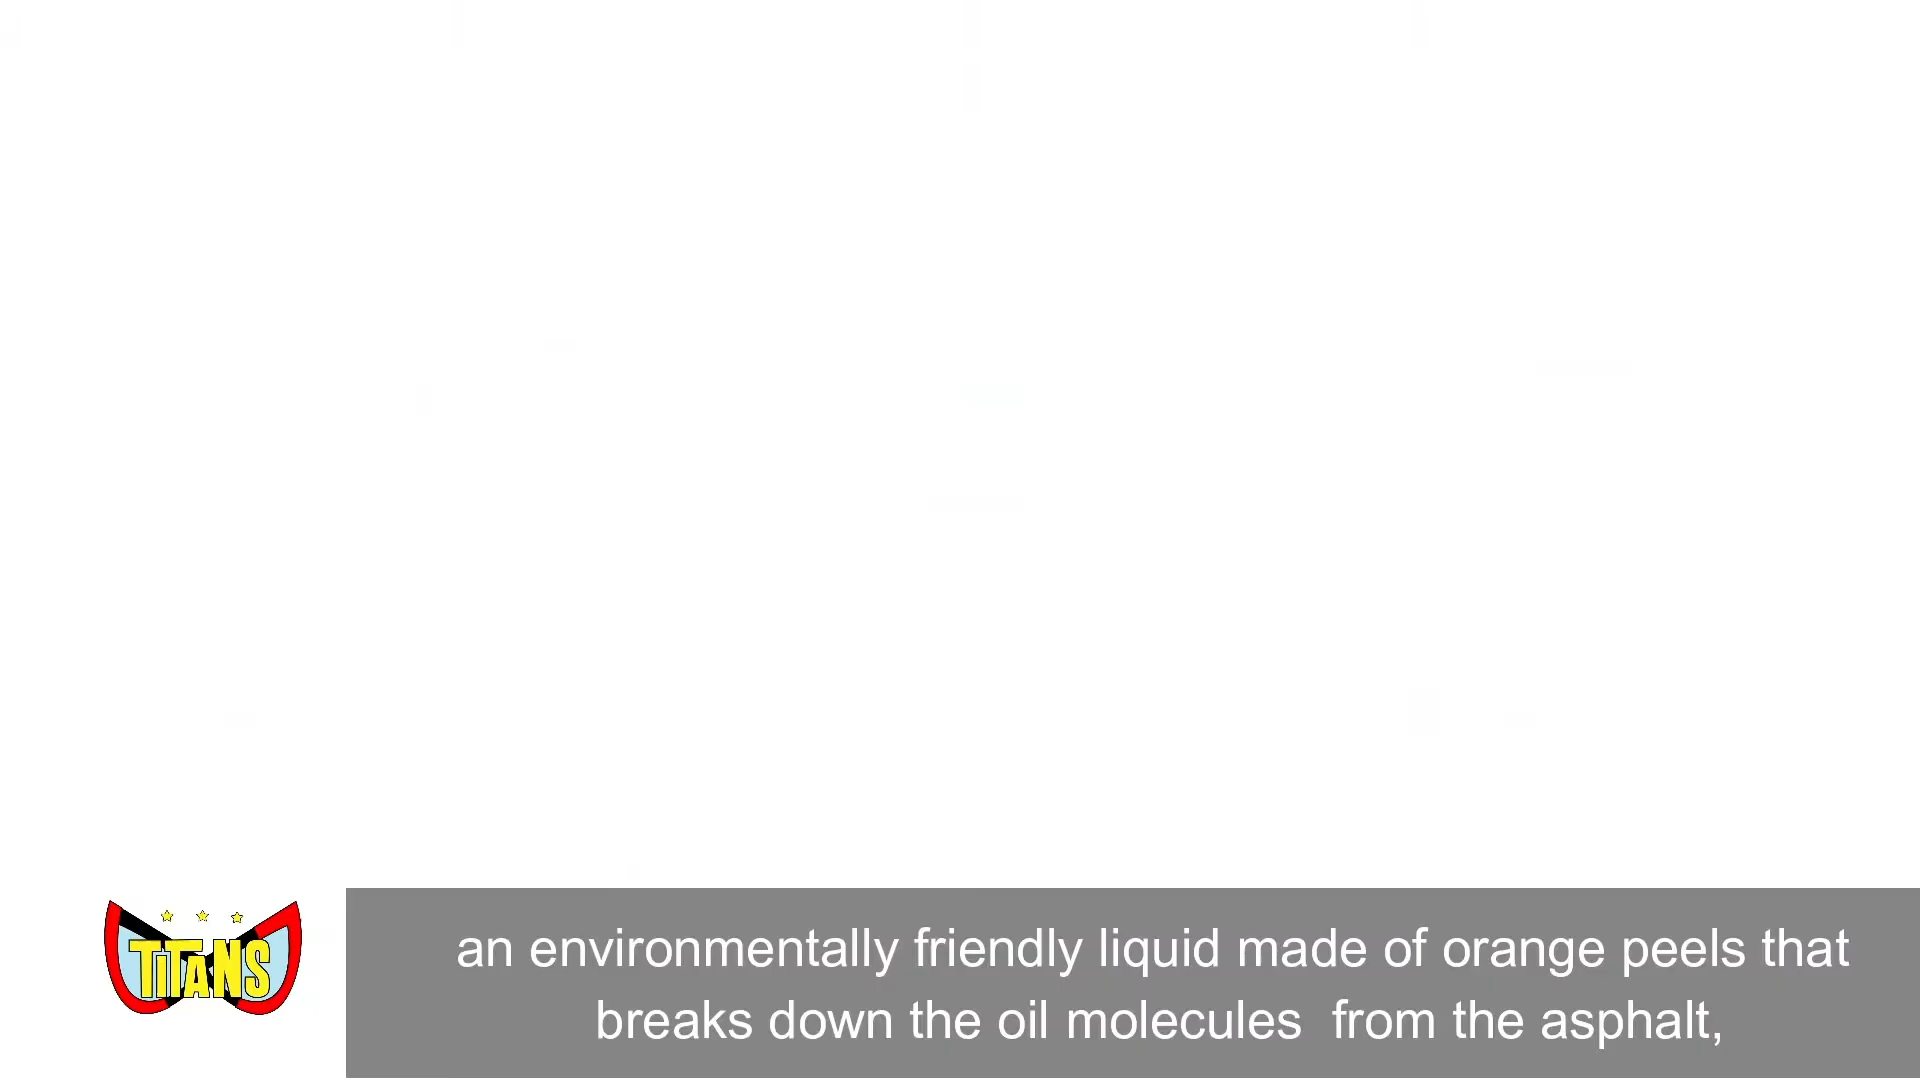 TITANS
an environmentally friendly liquid made of orange peels that
breaks down the oil molecules  from the asphalt,